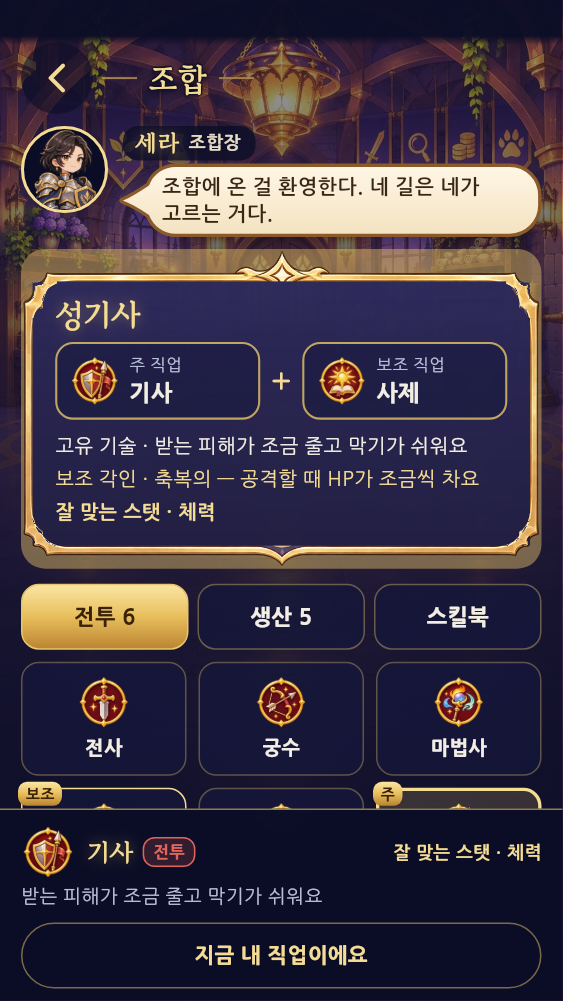 조합
세라 조합장
조합에 온 걸 환영한다. 네 길은 네가
고르는 거다.
성기사
주 직업
기사
+
보조 직업
사제
고유 기술 · 받는 피해가 조금 줄고 막기가 쉬워요
보조 각인 · 축복의 — 공격할 때 HP가 조금씩 차요
잘 맞는 스탯 · 체력
전투 6
생산 5
스킬북
전사
궁수
마법사
보조
주
기사 전투
잘 맞는 스탯 · 체력
받는 피해가 조금 줄고 막기가 쉬워요
지금 내 직업이에요